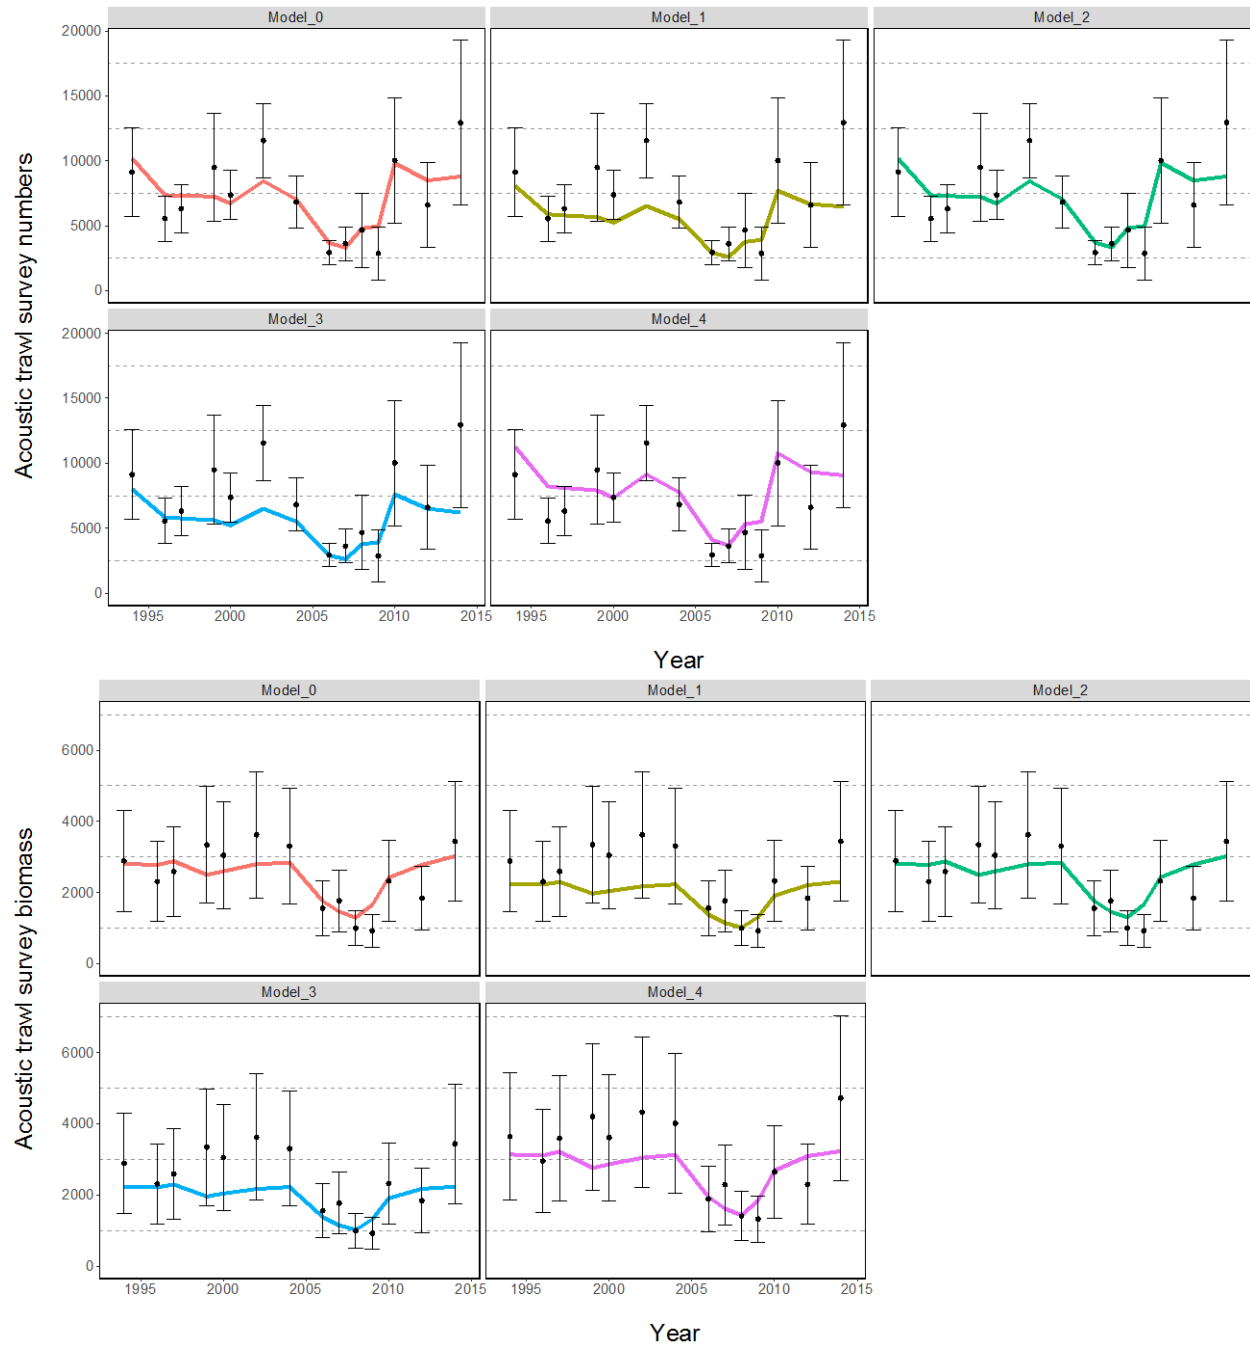 Model_0 Model_1 Model_2
20000
15000
10000
5000
0
Model_3 Model_4
20000
15000
10000
5000
0
1995 2000 2005 2010 2015 1995 2000 2005 2010 2015
Acoustic trawl survey numbers
Year
Model_0 Model_1 Model_2
6000
4000
2000
0
Model_3 Model_4
6000
4000
2000
0
1995 2000 2005 2010 2015 1995 2000 2005 2010 2015
Acoustic trawl survey biomass
Year